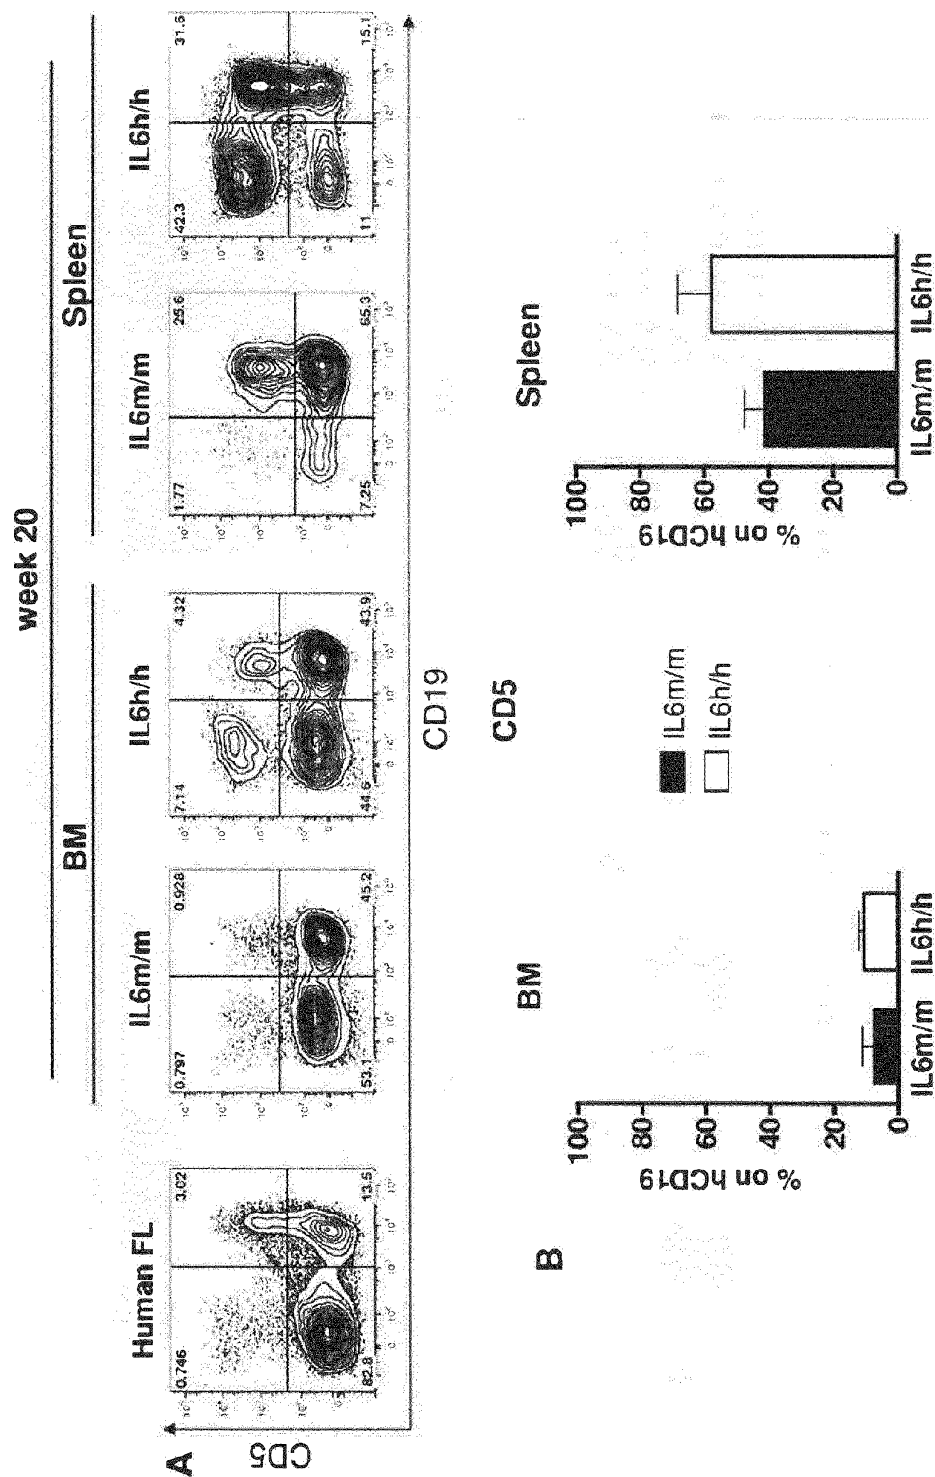 week 20
BM
Spleen
Human FL
IL6m/m
IL6h/h
IL6m/m
IL6h/h
0.746
3.02
82.8
13.5
0.797
0.928
53.1
45.2
7.14
4.32
44.6
43.9
1.77
25.6
7.25
65.3
42.3
31.6
11
15.1
A
CD5
CD19
B
CD5
IL6m/m
IL6h/h
BM
% on hCD19
100
80
60
40
20
0
IL6m/m
IL6h/h
Spleen
% on hCD19
100
80
60
40
20
0
IL6m/m
IL6h/h